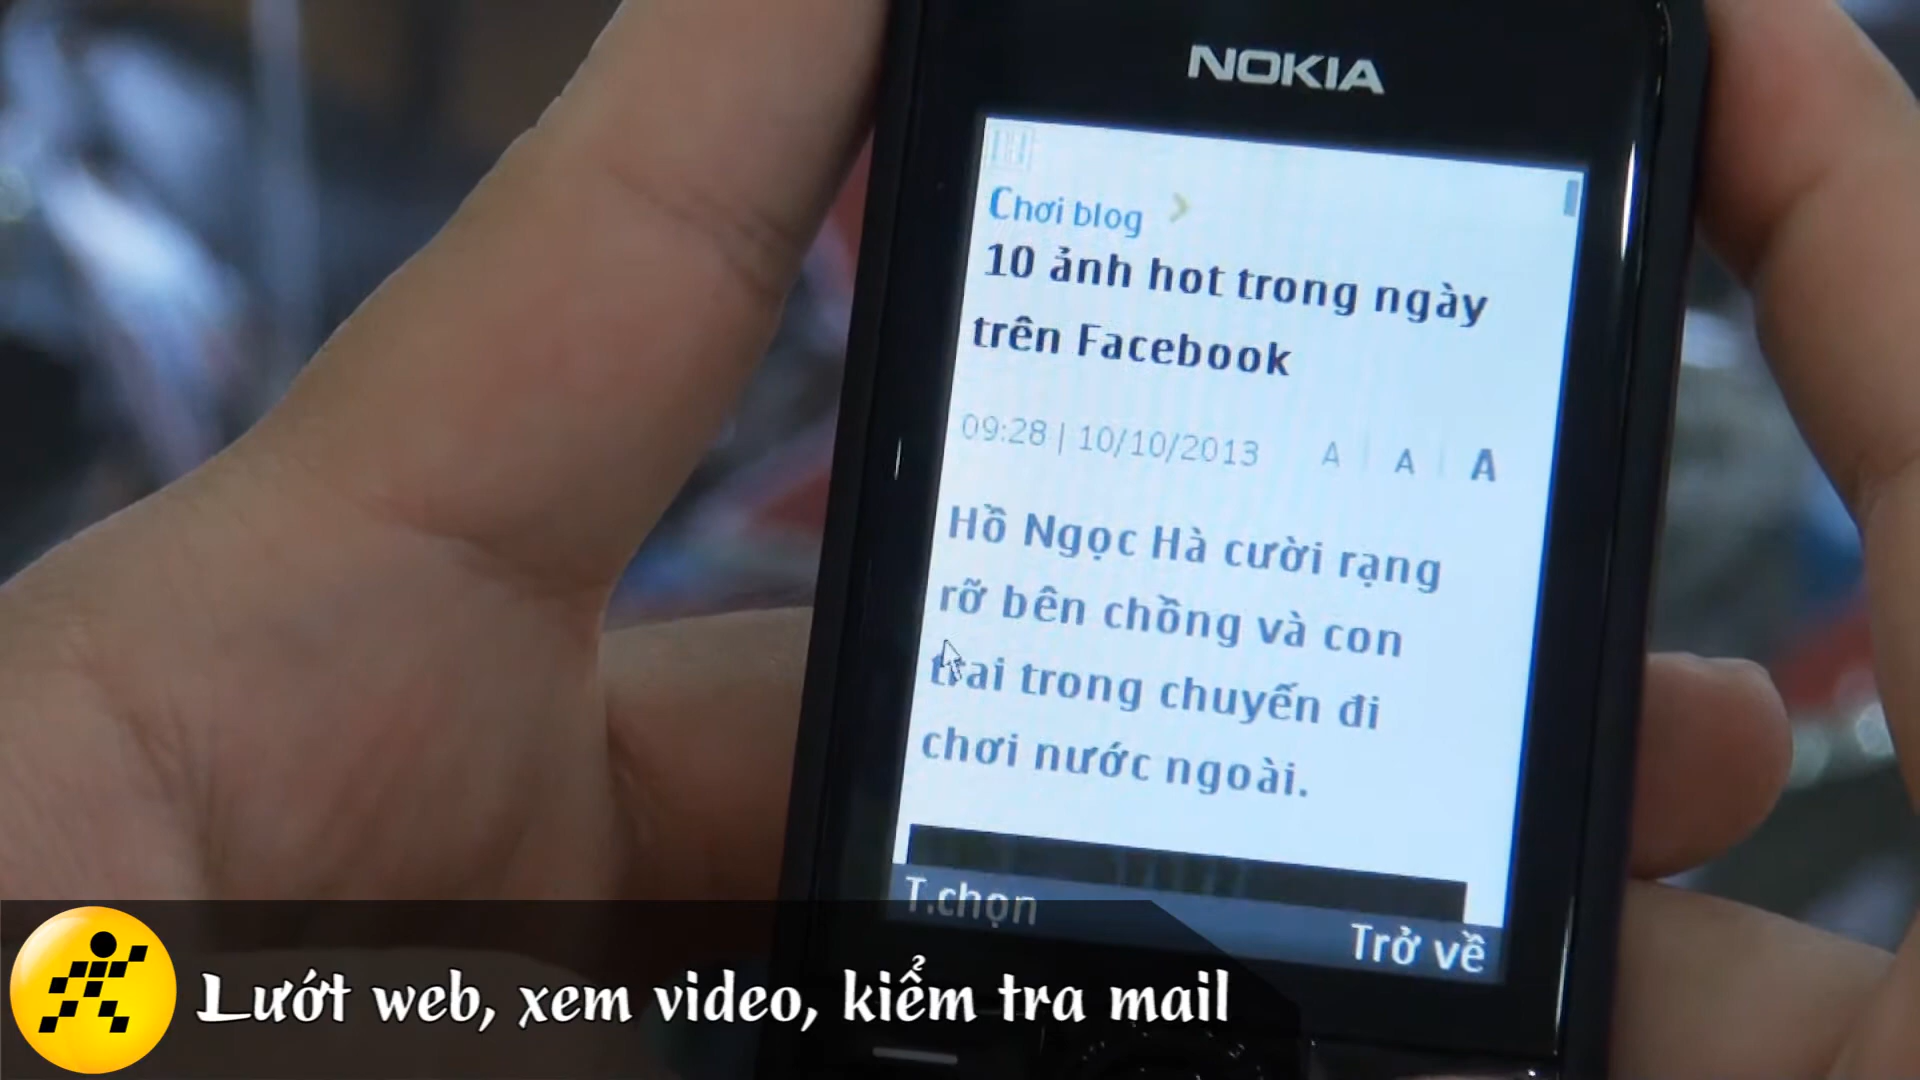 NOKIA
Chơi blog >
10 ảnh hot trong ngày
trên Facebook
09:28 | 10/10/2013 A | A | A
Hồ Ngọc Hà cười rạng
rỡ bên chồng và con
trai trong chuyến đi
chơi nước ngoài.
T.chọn
Trở về
Lướt web, xem video, kiểm tra mail